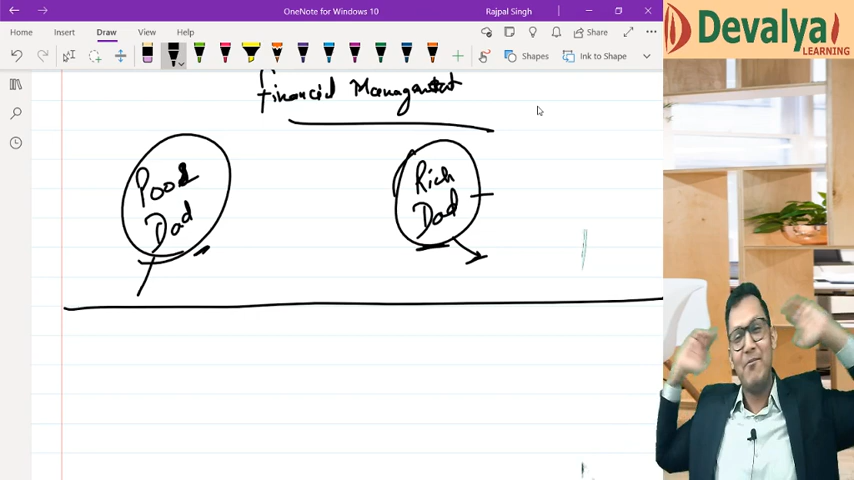 OneNote for Windows 10
Rajpal Singh
Home Insert Draw View Help
Share
Shapes
Ink to Shape
Devalya
LEARNING
Financial Management
Poor
Dad
Rich
Dad